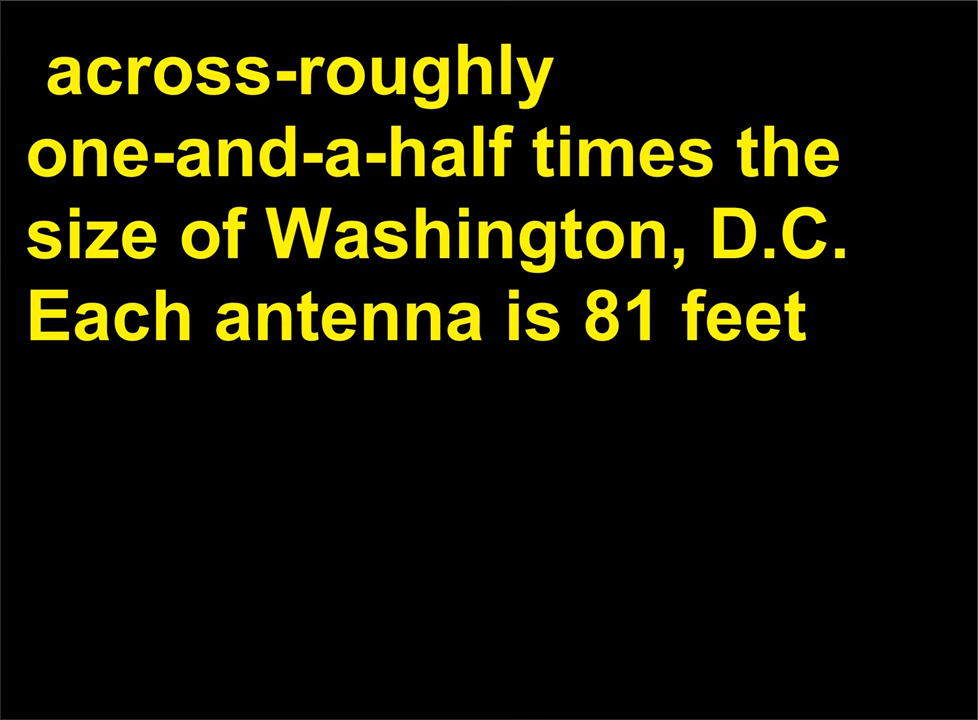 across-roughly
one-and-a-half times the
size of Washington, D.C.
Each antenna is 81 feet